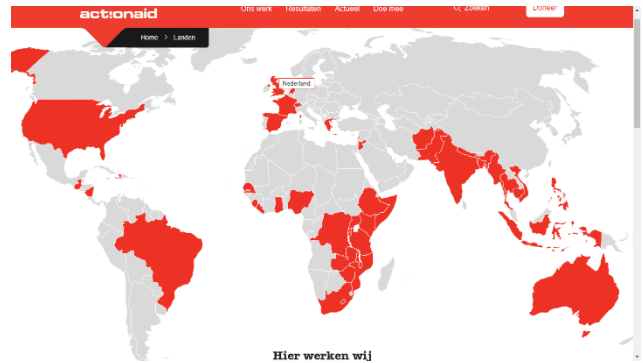 act!onaid
Ons werk Resultaten Actueel Doe mee Zoeken Doneer
Home > Landen
Nederland
Hier werken wij